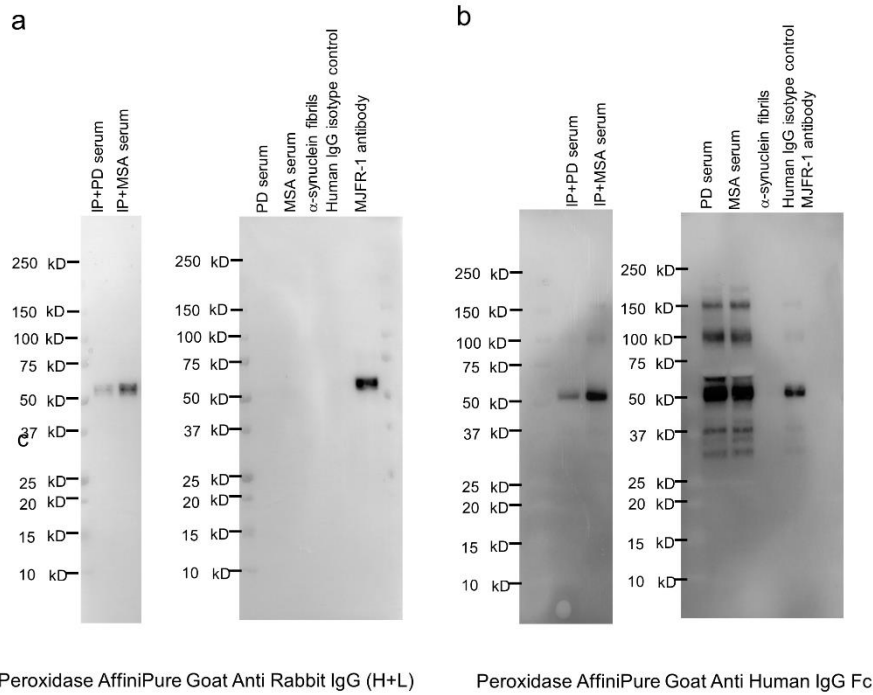 a
b
IP+PD serum
IP+MSA serum
PD serum
MSA serum
α-synuclein fibrils
Human IgG isotype control
MJFR-1 antibody
IP+PD serum
IP+MSA serum
PD serum
MSA serum
α-synuclein fibrils
Human IgG isotype control
MJFR-1 antibody
250 kD
150 kD
100 kD
75 kD
50 kD
37 kD
c
25 kD
20 kD
15 kD
10 kD
250 kD
150 kD
100 kD
75 kD
50 kD
37 kD
25 kD
20 kD
15 kD
10 kD
250 kD
150 kD
100 kD
75 kD
50 kD
37 kD
25 kD
20 kD
15 kD
10 kD
250 kD
150 kD
100 kD
75 kD
50 kD
37 kD
25 kD
20 kD
15 kD
10 kD
Peroxidase AffiniPure Goat Anti Rabbit IgG (H+L)
Peroxidase AffiniPure Goat Anti Human IgG Fc